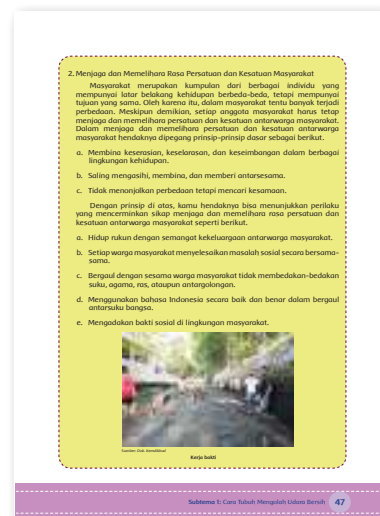 2. Menjaga dan Memelihara Rasa Persatuan dan Kesatuan Masyarakat
Masyarakat merupakan kumpulan dari berbagai individu yang
mempunyai latar belakang kehidupan berbeda-beda, tetapi mempunyai
tujuan yang sama. Oleh karena itu, dalam masyarakat tentu banyak terjadi
perbedaan. Meskipun demikian, setiap anggota masyarakat harus tetap
menjaga dan memelihara persatuan dan kesatuan antarwarga masyarakat.
Dalam menjaga dan memelihara persatuan dan kesatuan antarwarga
masyarakat hendaknya dipegang prinsip-prinsip dasar sebagai berikut.
a. Membina keserasian, keselarasan, dan keseimbangan dalam berbagai
lingkungan kehidupan.
b. Saling mengasihi, membina, dan memberi antarsesama.
c. Tidak menonjolkan perbedaan tetapi mencari kesamaan.
Dengan prinsip di atas, kamu hendaknya bisa menunjukkan perilaku
yang mencerminkan sikap menjaga dan memelihara rasa persatuan dan
kesatuan antarwarga masyarakat seperti berikut.
a. Hidup rukun dengan semangat kekeluargaan antarwarga masyarakat.
b. Setiap warga masyarakat menyelesaikan masalah sosial secara bersama-
sama.
c. Bergaul dengan sesama warga masyarakat tidak membedakan-bedakan
suku, agama, ras, ataupun antargolongan.
d. Menggunakan bahasa Indonesia secara baik dan benar dalam bergaul
antarsuku bangsa.
e. Mengadakan bakti sosial di lingkungan masyarakat.
Sumber: Dok. Kemdikbud
Kerja bakti
Subtema 1: Cara Tubuh Mengolah Udara Bersih 47